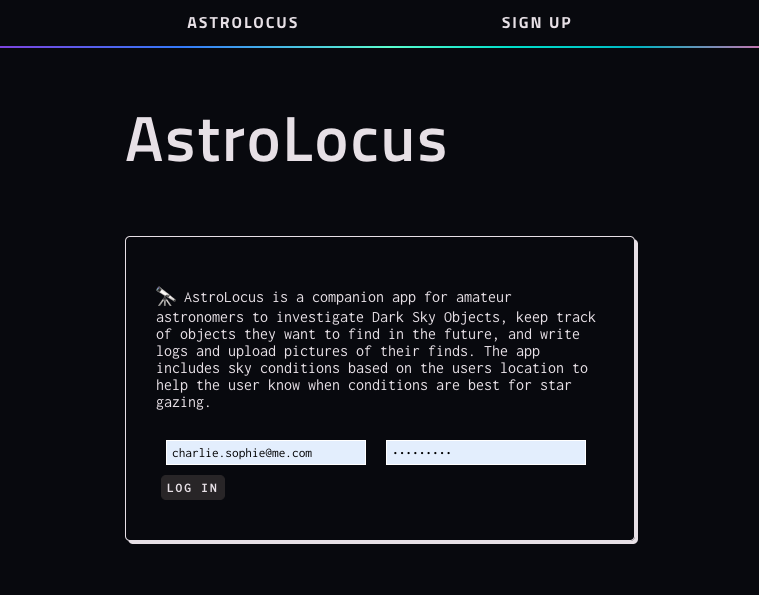 ASTROLOCUS SIGN UP
AstroLocus
AstroLocus is a companion app for amateur
astronomers to investigate Dark Sky Objects, keep track
of objects they want to find in the future, and write
logs and upload pictures of their finds. The app
includes sky conditions based on the users location to
help the user know when conditions are best for star
gazing.
charlie.sophie@me.com •••••••••
LOG IN